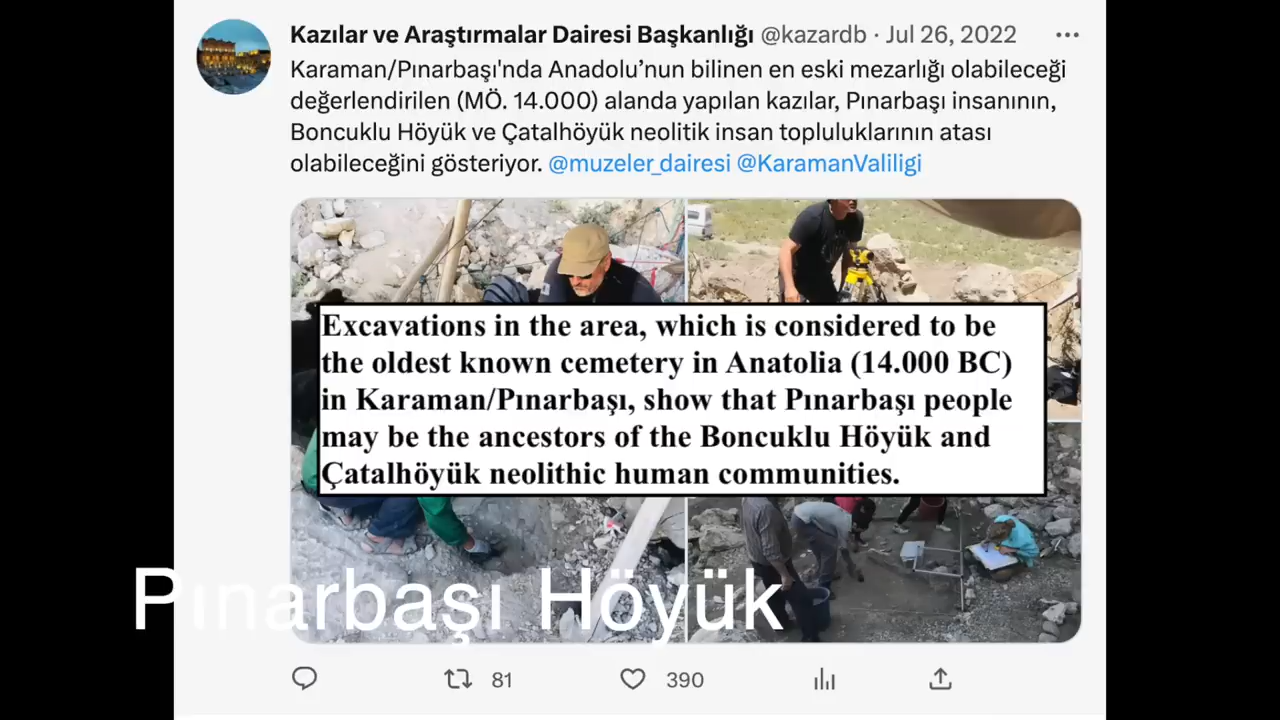 Kazılar ve Araştırmalar Dairesi Başkanlığı @kazardb · Jul 26, 2022
Karaman/Pınarbaşı'nda Anadolu’nun bilinen en eski mezarlığı olabileceği
değerlendirilen (MÖ. 14.000) alanda yapılan kazılar, Pınarbaşı insanının,
Boncuklu Höyük ve Çatalhöyük neolitik insan topluluklarının atası
olabileceğini gösteriyor. @muzeler_dairesi @KaramanValiligi
Excavations in the area, which is considered to be
the oldest known cemetery in Anatolia (14.000 BC)
in Karaman/Pınarbaşı, show that Pınarbaşı people
may be the ancestors of the Boncuklu Höyük and
Çatalhöyük neolithic human communities.
Pınarbaşı Höyük
81 390